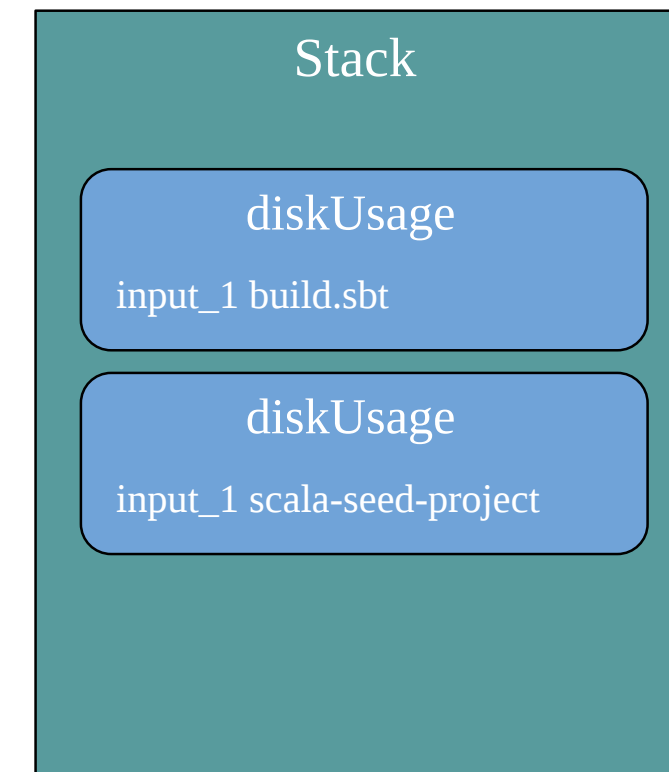 Stack
diskUsage
input_1 build.sbt
diskUsage
input_1 scala-seed-project